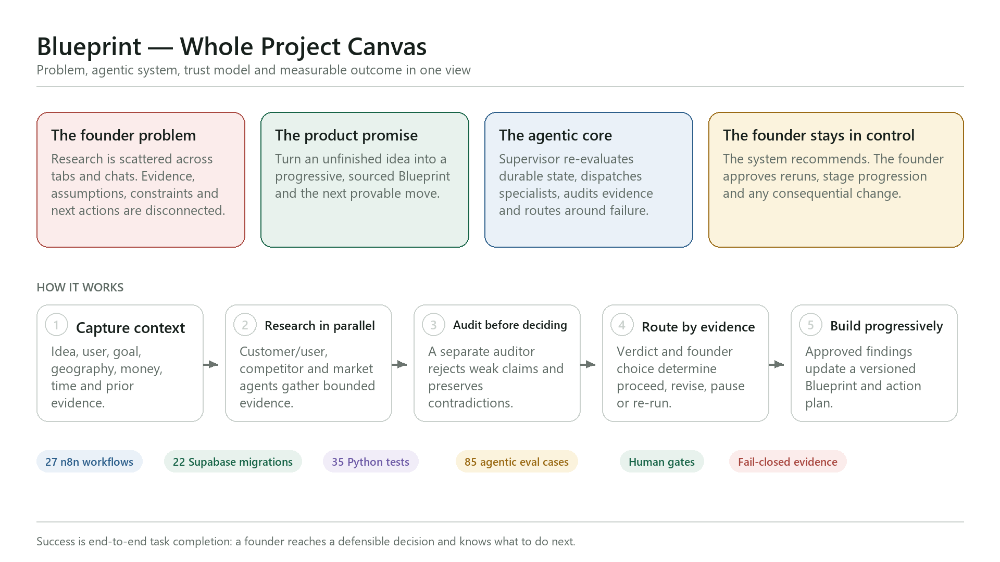 Blueprint — Whole Project Canvas
Problem, agentic system, trust model and measurable outcome in one view
The founder problem
Research is scattered across
tabs and chats. Evidence,
assumptions, constraints and
next actions are disconnected.
The product promise
Turn an unfinished idea into a
progressive, sourced Blueprint
and the next provable move.
The agentic core
Supervisor re-evaluates
durable state, dispatches
specialists, audits evidence
and routes around failure.
The founder stays in control
The system recommends. The founder
approves reruns, stage progression
and any consequential change.
HOW IT WORKS
1 Capture context
Idea, user, goal,
geography, money,
time and prior
evidence.
2 Research in parallel
Customer/user,
competitor and market
agents gather bounded
evidence.
3 Audit before deciding
A separate auditor
rejects weak claims and
preserves
contradictions.
4 Route by evidence
Verdict and founder
choice determine
proceed, revise, pause
or re-run.
5 Build progressively
Approved findings
update a versioned
Blueprint and action
plan.
27 n8n workflows
22 Supabase migrations
35 Python tests
85 agentic eval cases
Human gates
Fail-closed evidence
Success is end-to-end task completion: a founder reaches a defensible decision and knows what to do next.